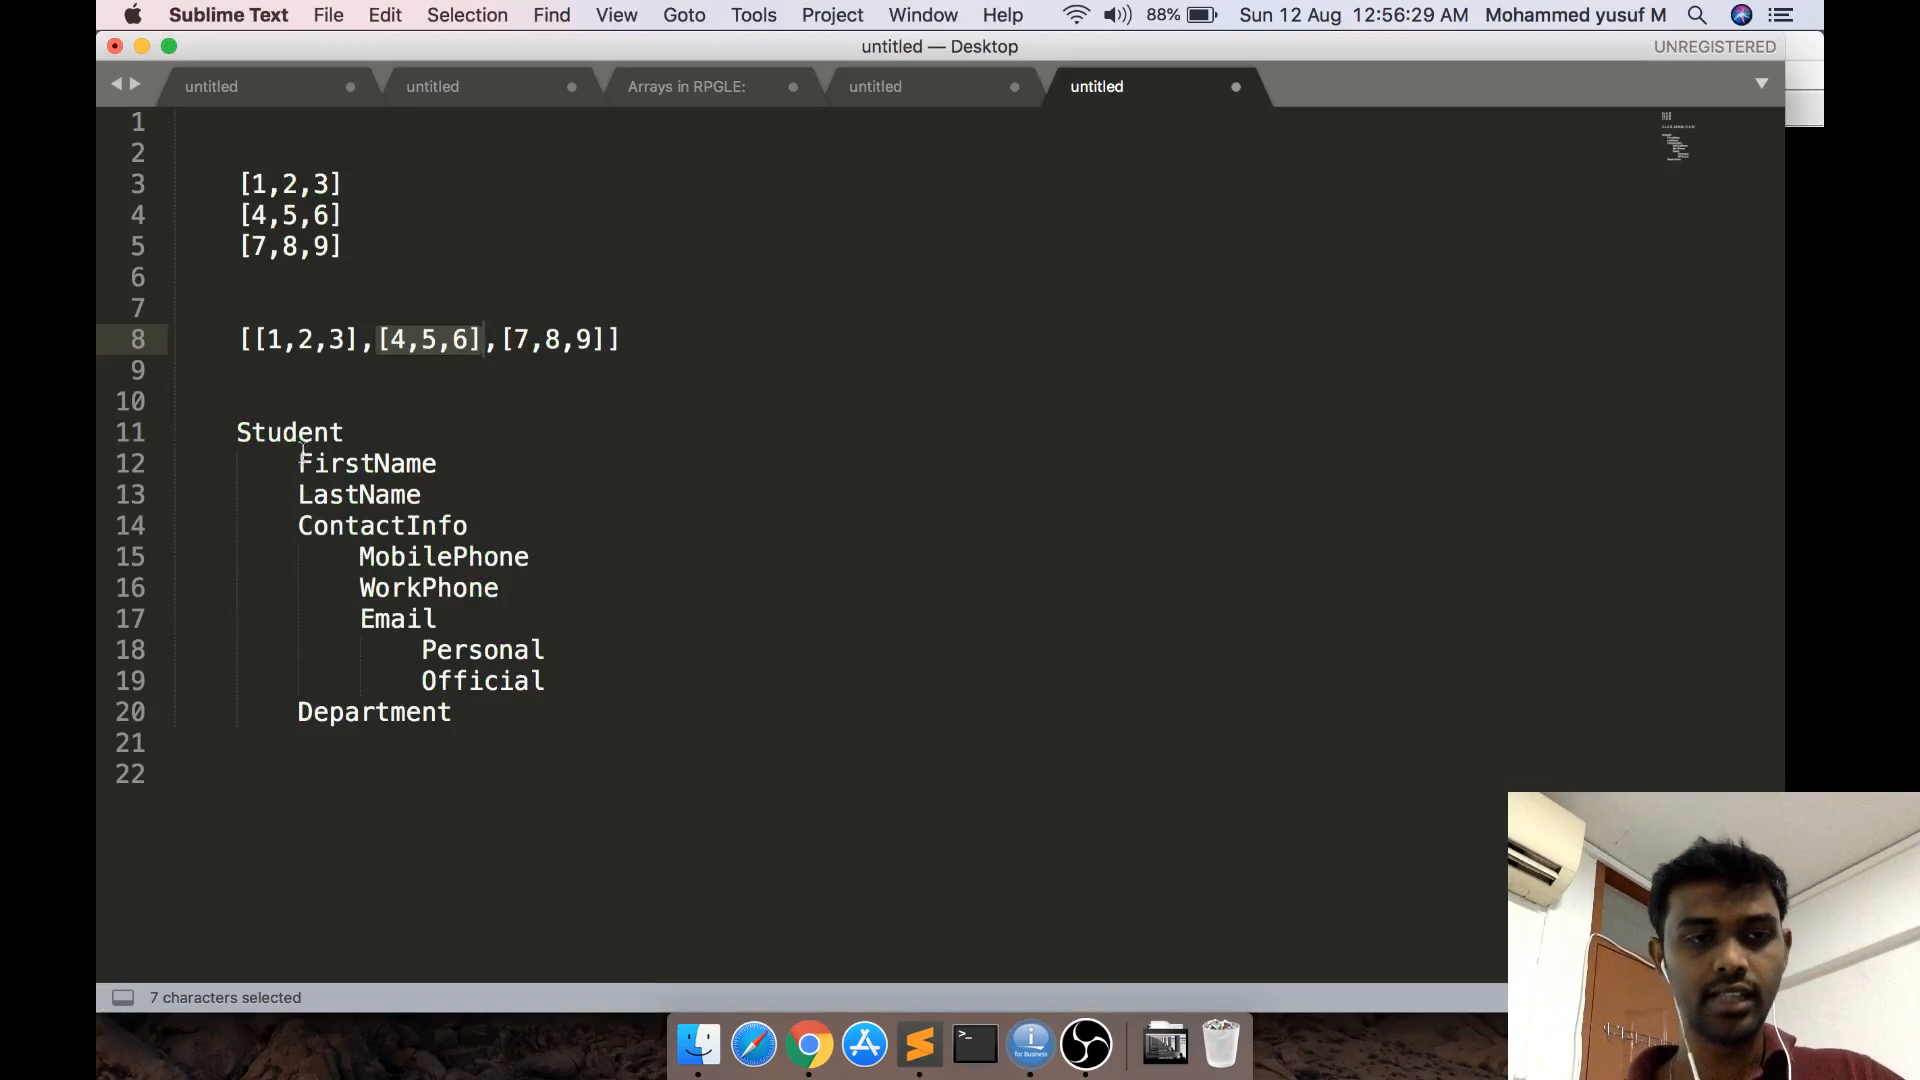 Sublime Text File Edit Selection Find View Goto Tools Project Window Help 88% Sun 12 Aug 12:56:29 AM Mohammed yusuf M
untitled — Desktop UNREGISTERED
untitled untitled Arrays in RPGLE: untitled untitled
1
2
3 [1,2,3]
4 [4,5,6]
5 [7,8,9]
6
7
8 [[1,2,3],[4,5,6],[7,8,9]]
9
10
11 Student
12 FirstName
13 LastName
14 ContactInfo
15 MobilePhone
16 WorkPhone
17 Email
18 Personal
19 Official
20 Department
21
22
7 characters selected
>_
i
for Business